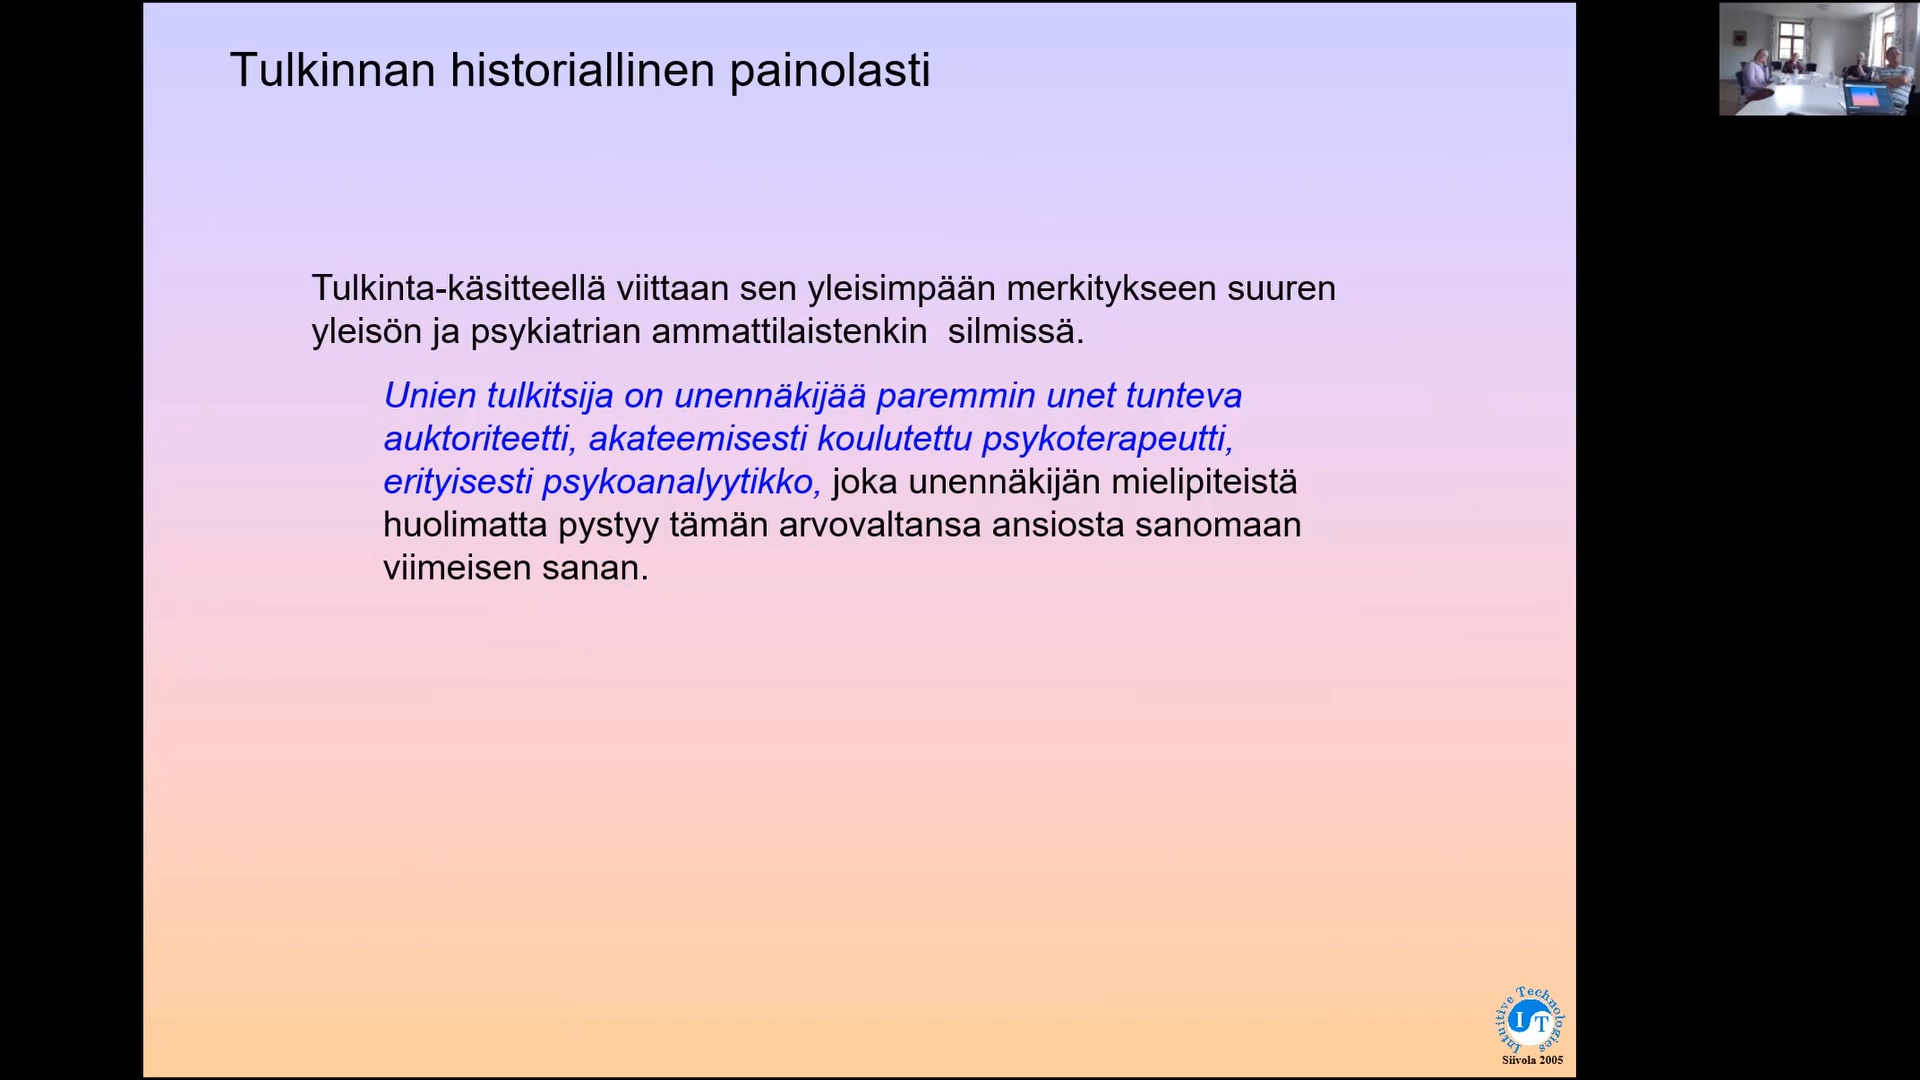 Tulkinnan historiallinen painolasti
Tulkinta-käsitteellä viittaan sen yleisimpään merkitykseen suuren
yleisön ja psykiatrian ammattilaistenkin  silmissä.
Unien tulkitsija on unennäkijää paremmin unet tunteva
auktoriteetti, akateemisesti koulutettu psykoterapeutti,
erityisesti psykoanalyytikko, joka unennäkijän mielipiteistä
huolimatta pystyy tämän arvovaltansa ansiosta sanomaan
viimeisen sanan.
Intuitive Technologies
I T
Siivola 2005